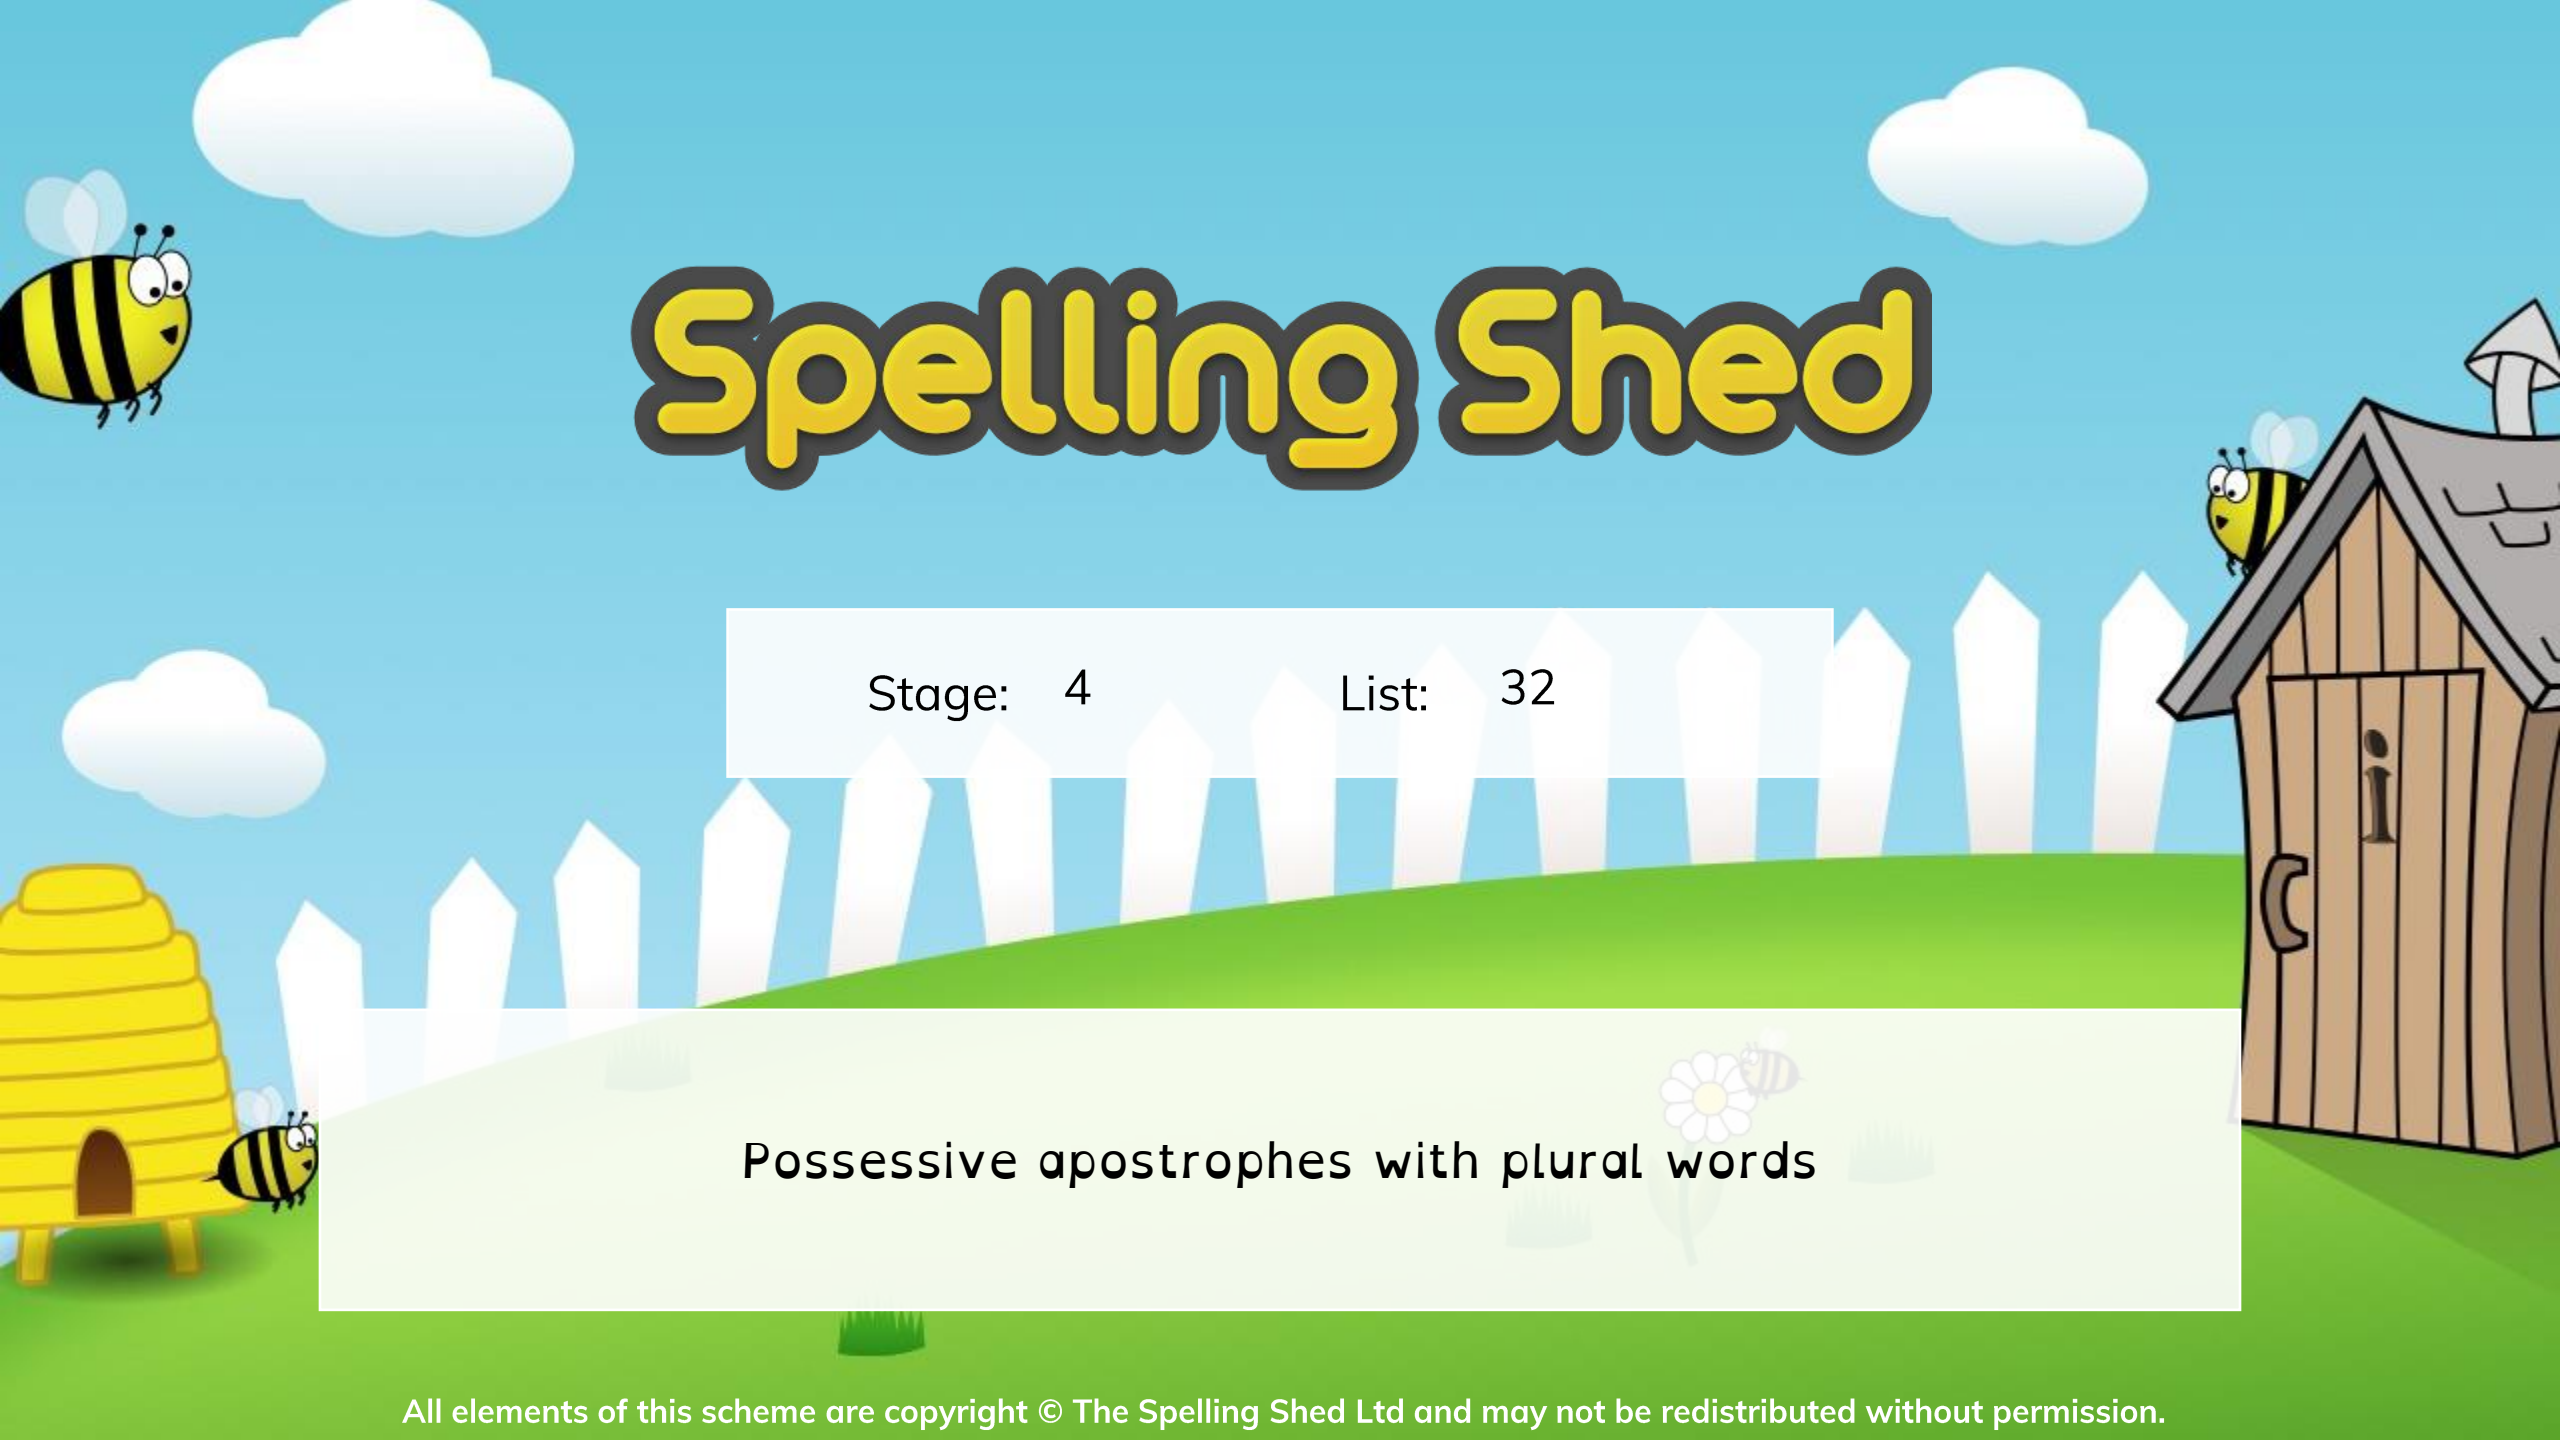 Spelling Shed
Stage: 4 List: 32
i
Possessive apostrophes with plural words
All elements of this scheme are copyright © The Spelling Shed Ltd and may not be redistributed without permission.